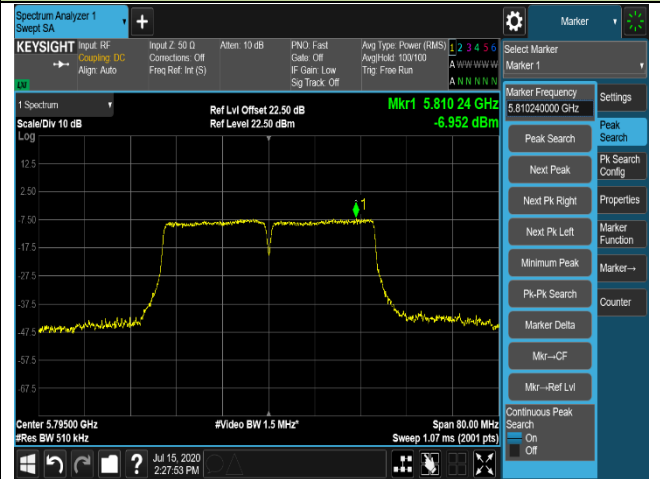 Spectrum Analyzer 1
Swept SA
+
Marker
KEYSIGHT
Input: RF
Coupling: DC
Align: Auto
Input Z: 50 Ω
Corrections: Off
Freq Ref: Int (S)
Atten: 10 dB
PNO: Fast
Gate: Off
IF Gain: Low
Sig Track: Off
Avg Type: Power (RMS)
Avg|Hold: 100/100
Trig: Free Run
1 2 3 4 5 6
A W W W W W
A N N N N N
LXI
Select Marker
Marker 1
1 Spectrum
Scale/Div 10 dB
Log
Ref Lvl Offset 22.50 dB
Ref Level 22.50 dBm
Mkr1 5.810 24 GHz
-6.952 dBm
12.5
2.50
-7.50
-17.5
-27.5
-37.5
-47.5
-57.5
-67.5
1
Center 5.79500 GHz
#Res BW 510 kHz
#Video BW 1.5 MHz*
Span 80.00 MHz
Sweep 1.07 ms (2001 pts)
Marker Frequency
5.810240000 GHz
Peak Search
Next Peak
Next Pk Right
Next Pk Left
Minimum Peak
Pk-Pk Search
Marker Delta
Mkr→CF
Mkr→Ref Lvl
Continuous Peak
Search
On
Off
Settings
Peak
Search
Pk Search
Config
Properties
Marker
Function
Marker→
Counter
?
Jul 15, 2020
2:27:53 PM